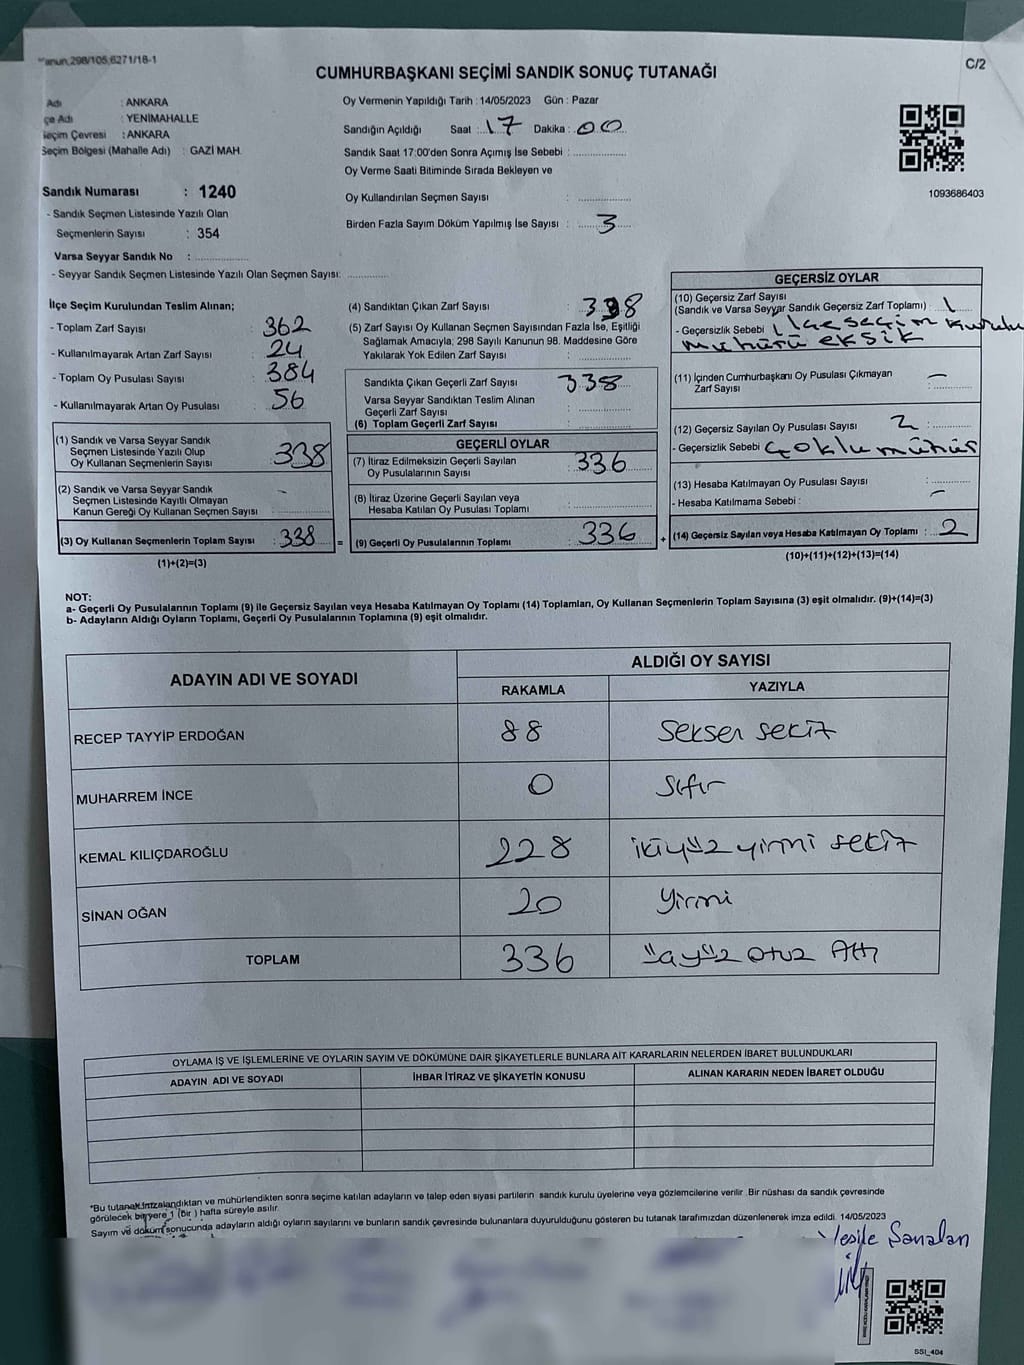 anun,298/105,6271/18-1
C/2
CUMHURBAŞKANI SEÇİMİ SANDIK SONUÇ TUTANAĞI
Adı : ANKARA
çe Adı : YENİMAHALLE
Seçim Çevresi : ANKARA
Seçim Bölgesi (Mahalle Adı) : GAZİ MAH.
Sandık Numarası : 1240
- Sandık Seçmen Listesinde Yazılı Olan
Seçmenlerin Sayısı : 354
Varsa Seyyar Sandık No :
- Seyyar Sandık Seçmen Listesinde Yazılı Olan Seçmen Sayısı:
Oy Vermenin Yapıldığı Tarih : 14/05/2023 Gün : Pazar
Sandığın Açıldığı Saat : 17 Dakika : 00
Sandık Saat 17:00'den Sonra Açımış İse Sebebi :
Oy Verme Saati Bitiminde Sırada Bekleyen ve
Oy Kullandırılan Seçmen Sayısı :
Birden Fazla Sayım Döküm Yapılmış İse Sayısı : 3
1093686403
İlçe Seçim Kurulundan Teslim Alınan;
- Toplam Zarf Sayısı : 362
- Kullanılmayarak Artan Zarf Sayısı : 24
- Toplam Oy Pusulası Sayısı : 384
- Kullanılmayarak Artan Oy Pusulası : 56
(1) Sandık ve Varsa Seyyar Sandık
Seçmen Listesinde Yazılı Olup
Oy Kullanan Seçmenlerin Sayısı : 338
(2) Sandık ve Varsa Seyyar Sandık
Seçmen Listesinde Kayıtlı Olmayan
Kanun Gereği Oy Kullanan Seçmen Sayısı : -
(3) Oy Kullanan Seçmenlerin Toplam Sayısı : 338
(1)+(2)=(3)
(4) Sandıktan Çıkan Zarf Sayısı : 338
(5) Zarf Sayısı Oy Kullanan Seçmen Sayısından Fazla İse, Eşitliği
Sağlamak Amacıyla, 298 Sayılı Kanunun 98. Maddesine Göre
Yakılarak Yok Edilen Zarf Sayısı :
Sandıkta Çıkan Geçerli Zarf Sayısı : 338
Varsa Seyyar Sandıktan Teslim Alınan
Geçerli Zarf Sayısı :
(6) Toplam Geçerli Zarf Sayısı :
GEÇERLİ OYLAR
(7) İtiraz Edilmeksizin Geçerli Sayılan
Oy Pusulalarının Sayısı : 336
(8) İtiraz Üzerine Geçerli Sayılan veya
Hesaba Katılan Oy Pusulası Toplamı :
= (9) Geçerli Oy Pusulalarının Toplamı : 336
GEÇERSİZ OYLAR
(10) Geçersiz Zarf Sayısı
(Sandık ve Varsa Seyyar Sandık Geçersiz Zarf Toplamı) : 1
- Geçersizlik Sebebi 1 ilçe seçim kurulu
mührü eksik
(11) İçinden Cumhurbaşkanı Oy Pusulası Çıkmayan
Zarf Sayısı : -
(12) Geçersiz Sayılan Oy Pusulası Sayısı : 2
- Geçersizlik Sebebi Çoklu mühür
(13) Hesaba Katılmayan Oy Pusulası Sayısı :
- Hesaba Katılmama Sebebi : -
+ (14) Geçersiz Sayılan veya Hesaba Katılmayan Oy Toplamı : 2
(10)+(11)+(12)+(13)=(14)
NOT:
a- Geçerli Oy Pusulalarının Toplamı (9) ile Geçersiz Sayılan veya Hesaba Katılmayan Oy Toplamı (14) Toplamları, Oy Kullanan Seçmenlerin Toplam Sayısına (3) eşit olmalıdır. (9)+(14)=(3)
b- Adayların Aldığı Oyların Toplamı, Geçerli Oy Pusulalarının Toplamına (9) eşit olmalıdır.
ADAYIN ADI VE SOYADI
ALDIĞI OY SAYISI
RAKAMLA YAZIYLA
RECEP TAYYİP ERDOĞAN 88 Seksen sekiz
MUHARREM İNCE 0 Sıfır
KEMAL KILIÇDAROĞLU 228 ikiyüz yirmi sekiz
SİNAN OĞAN 20 Yirmi
TOPLAM 336 üçyüz otuz Altı
OYLAMA İŞ VE İŞLEMLERİNE VE OYLARIN SAYIM VE DÖKÜMÜNE DAİR ŞİKAYETLERLE BUNLARA AİT KARARLARIN NELERDEN İBARET BULUNDUKLARI
ADAYIN ADI VE SOYADI İHBAR İTİRAZ VE ŞİKAYETİN KONUSU ALINAN KARARIN NEDEN İBARET OLDUĞU
*Bu tutanak imzalandıktan ve mühürlendikten sonra seçime katılan adayların ve talep eden siyasi partilerin sandık kurulu üyelerine veya gözlemcilerine verilir. Bir nüshası da sandık çevresinde
görülecek bir yere 1 (bir) hafta süreyle asılır.
Sayım ve döküm sonucunda adayların aldığı oyların sayılarını ve bunların sandık çevresinde bulunanlara duyurulduğunu gösteren bu tutanak tarafımızdan düzenlenerek imza edildi. 14/05/2023
SSI_404